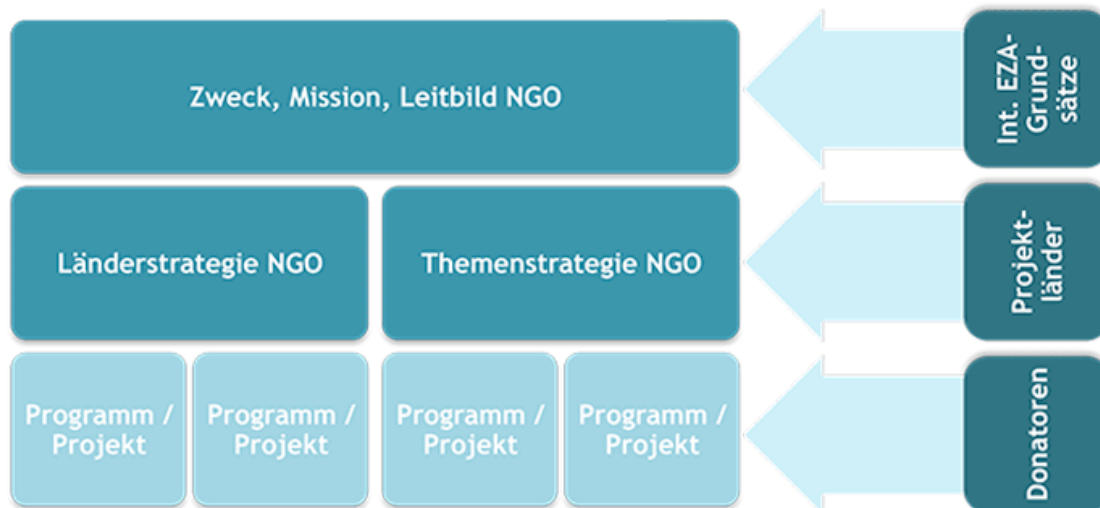 Zweck, Mission, Leitbild NGO
Int. EZA-
Grund-
sätze
Länderstrategie NGO
Themenstrategie NGO
Projekt-
länder
Programm /
Projekt
Programm /
Projekt
Programm /
Projekt
Programm /
Projekt
Donatoren